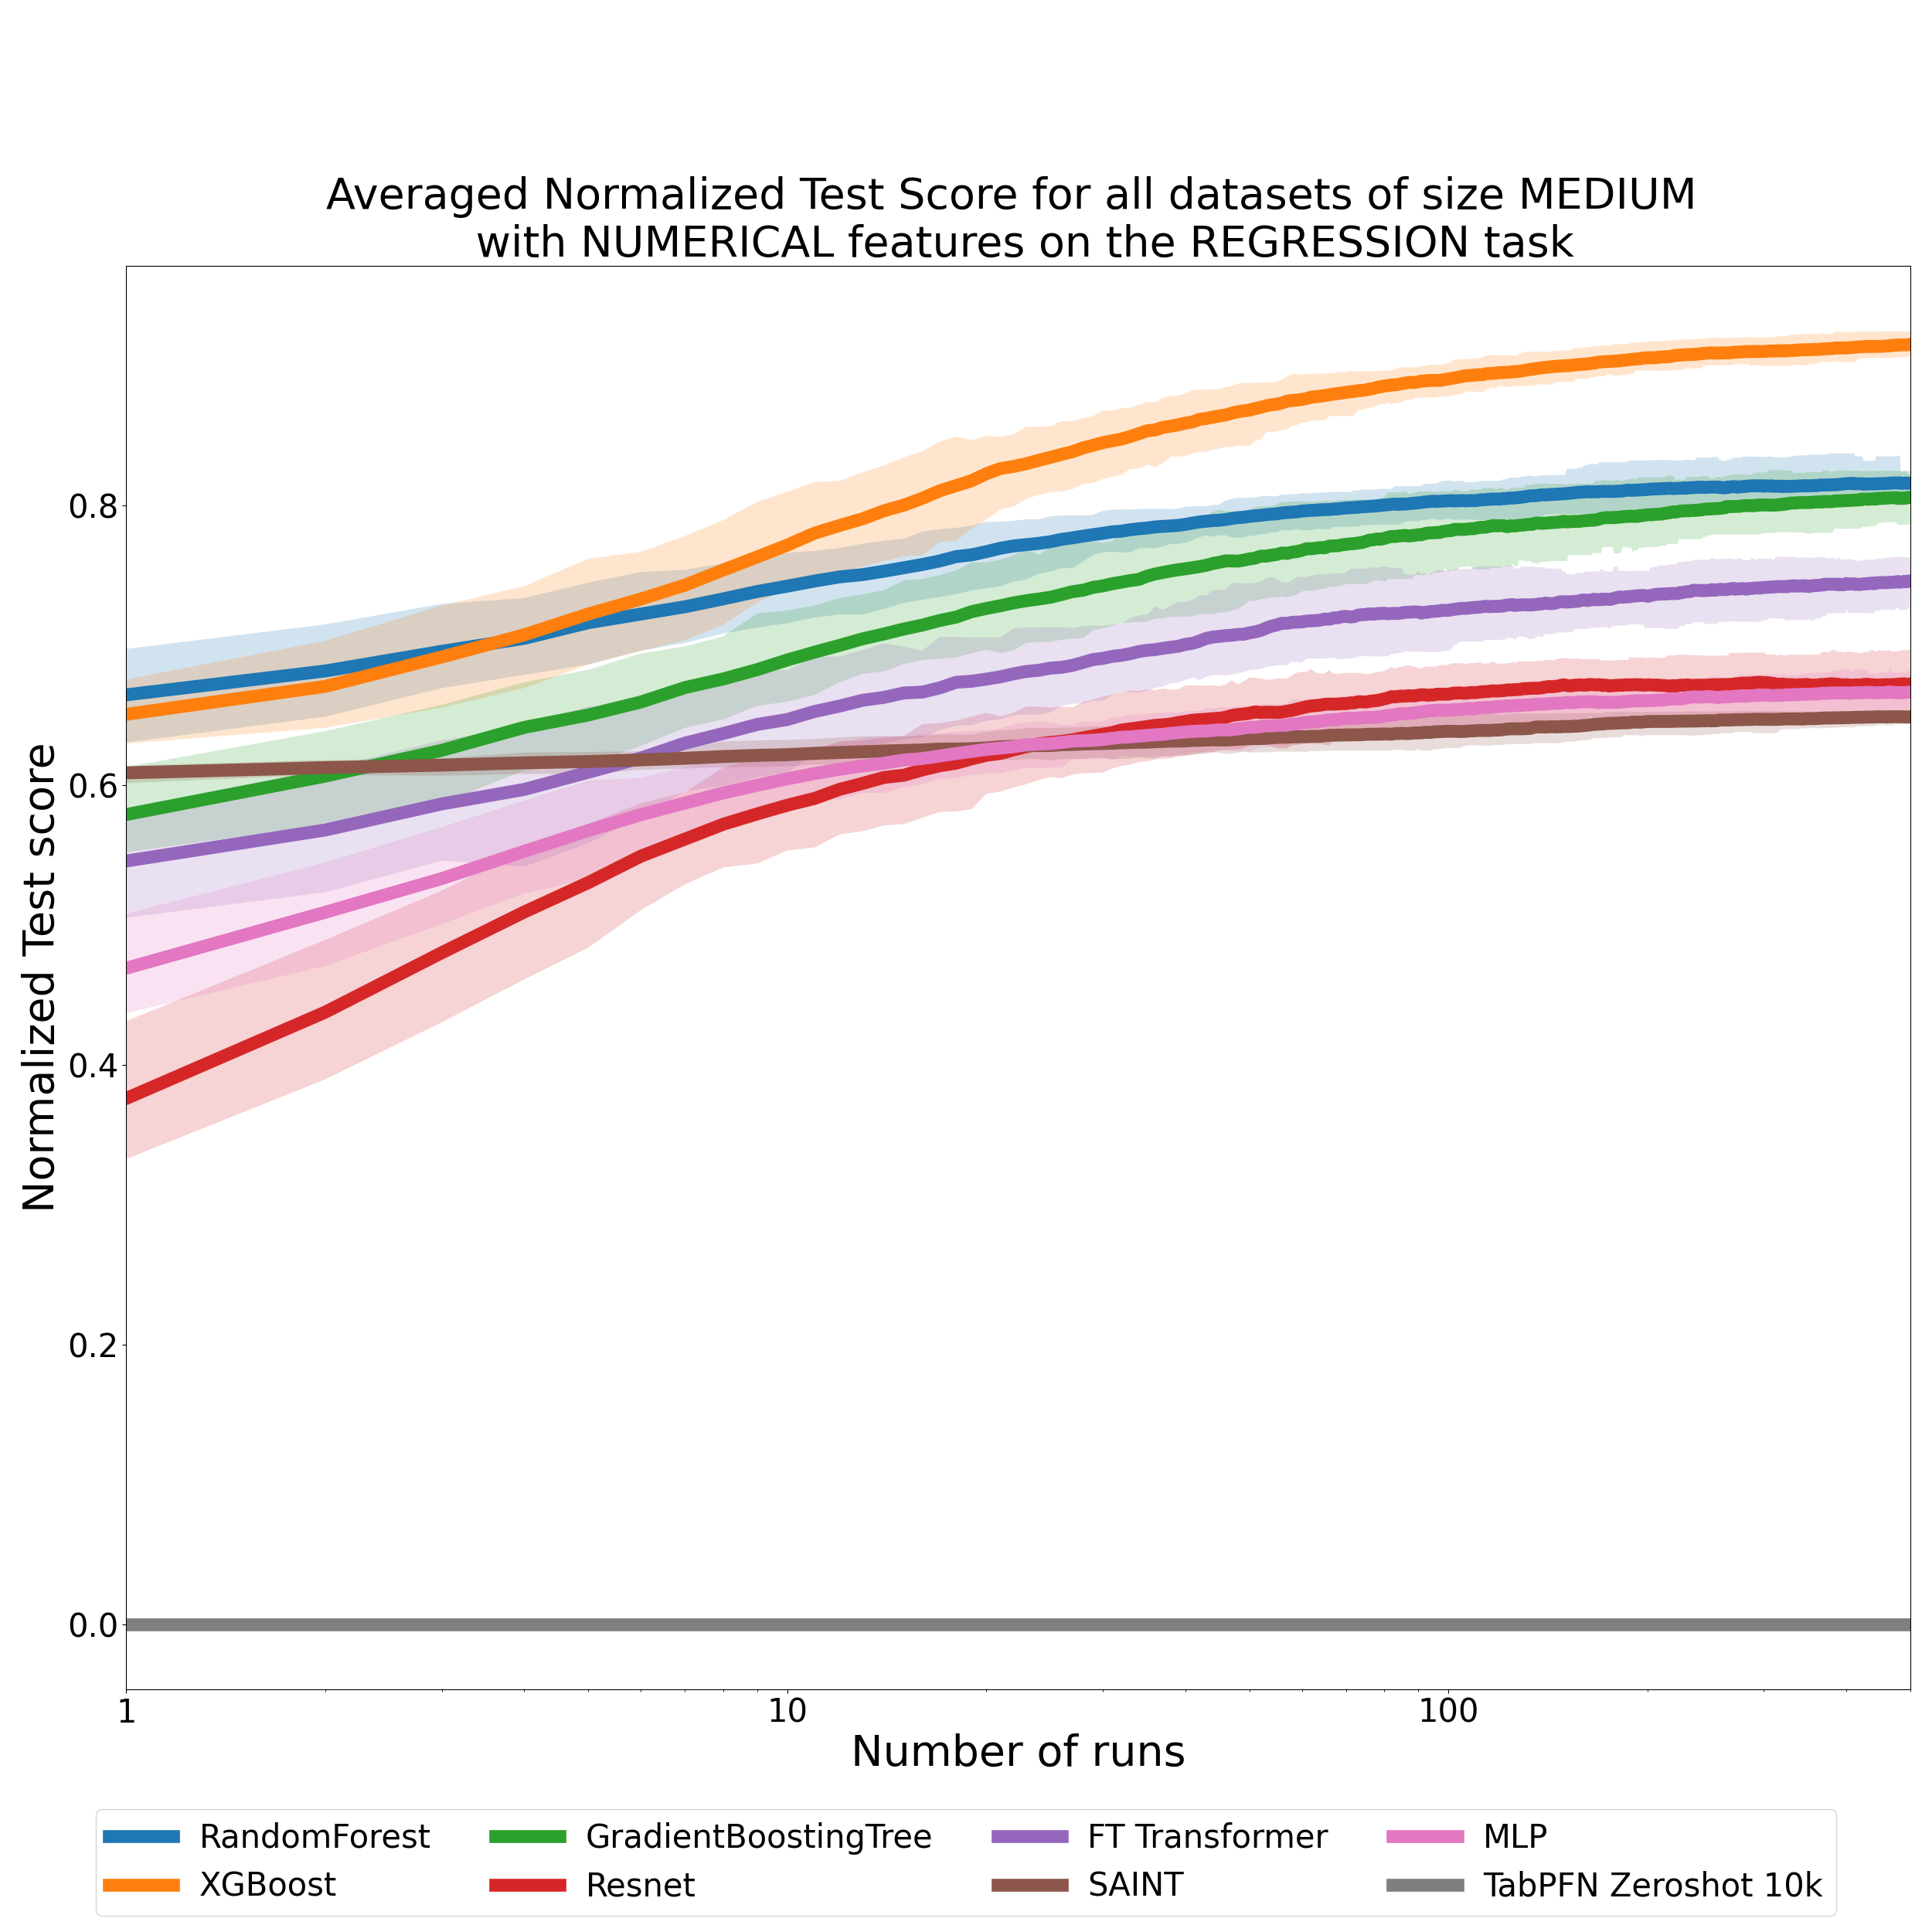 Averaged Normalized Test Score for all datasets of size MEDIUM
with NUMERICAL features on the REGRESSION task
Normalized Test score
0.8
0.6
0.4
0.2
0.0
1
10
100
Number of runs
RandomForest
GradientBoostingTree
FT Transformer
MLP
XGBoost
Resnet
SAINT
TabPFN Zeroshot 10k